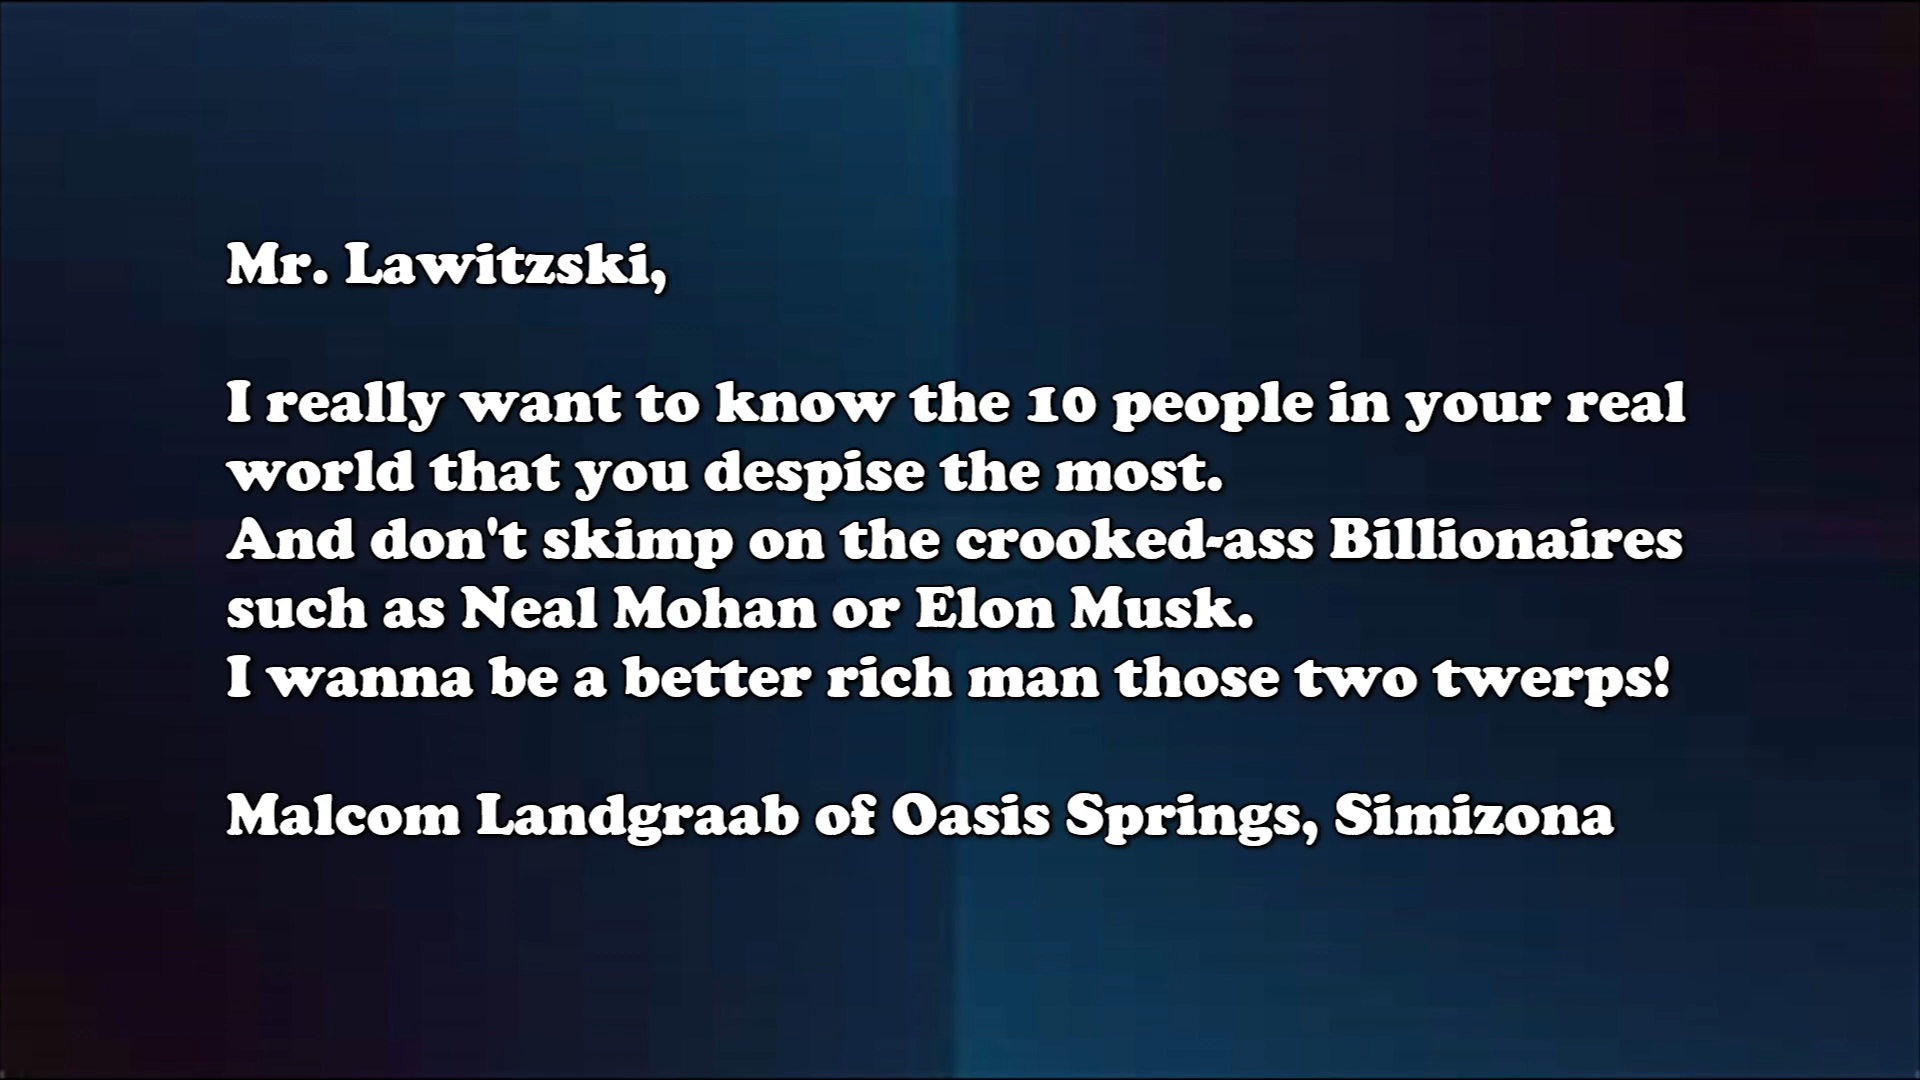 Mr. Lawitzski,
I really want to know the 10 people in your real
world that you despise the most.
And don't skimp on the crooked-ass Billionaires
such as Neal Mohan or Elon Musk.
I wanna be a better rich man those two twerps!
Malcom Landgraab of Oasis Springs, Simizona